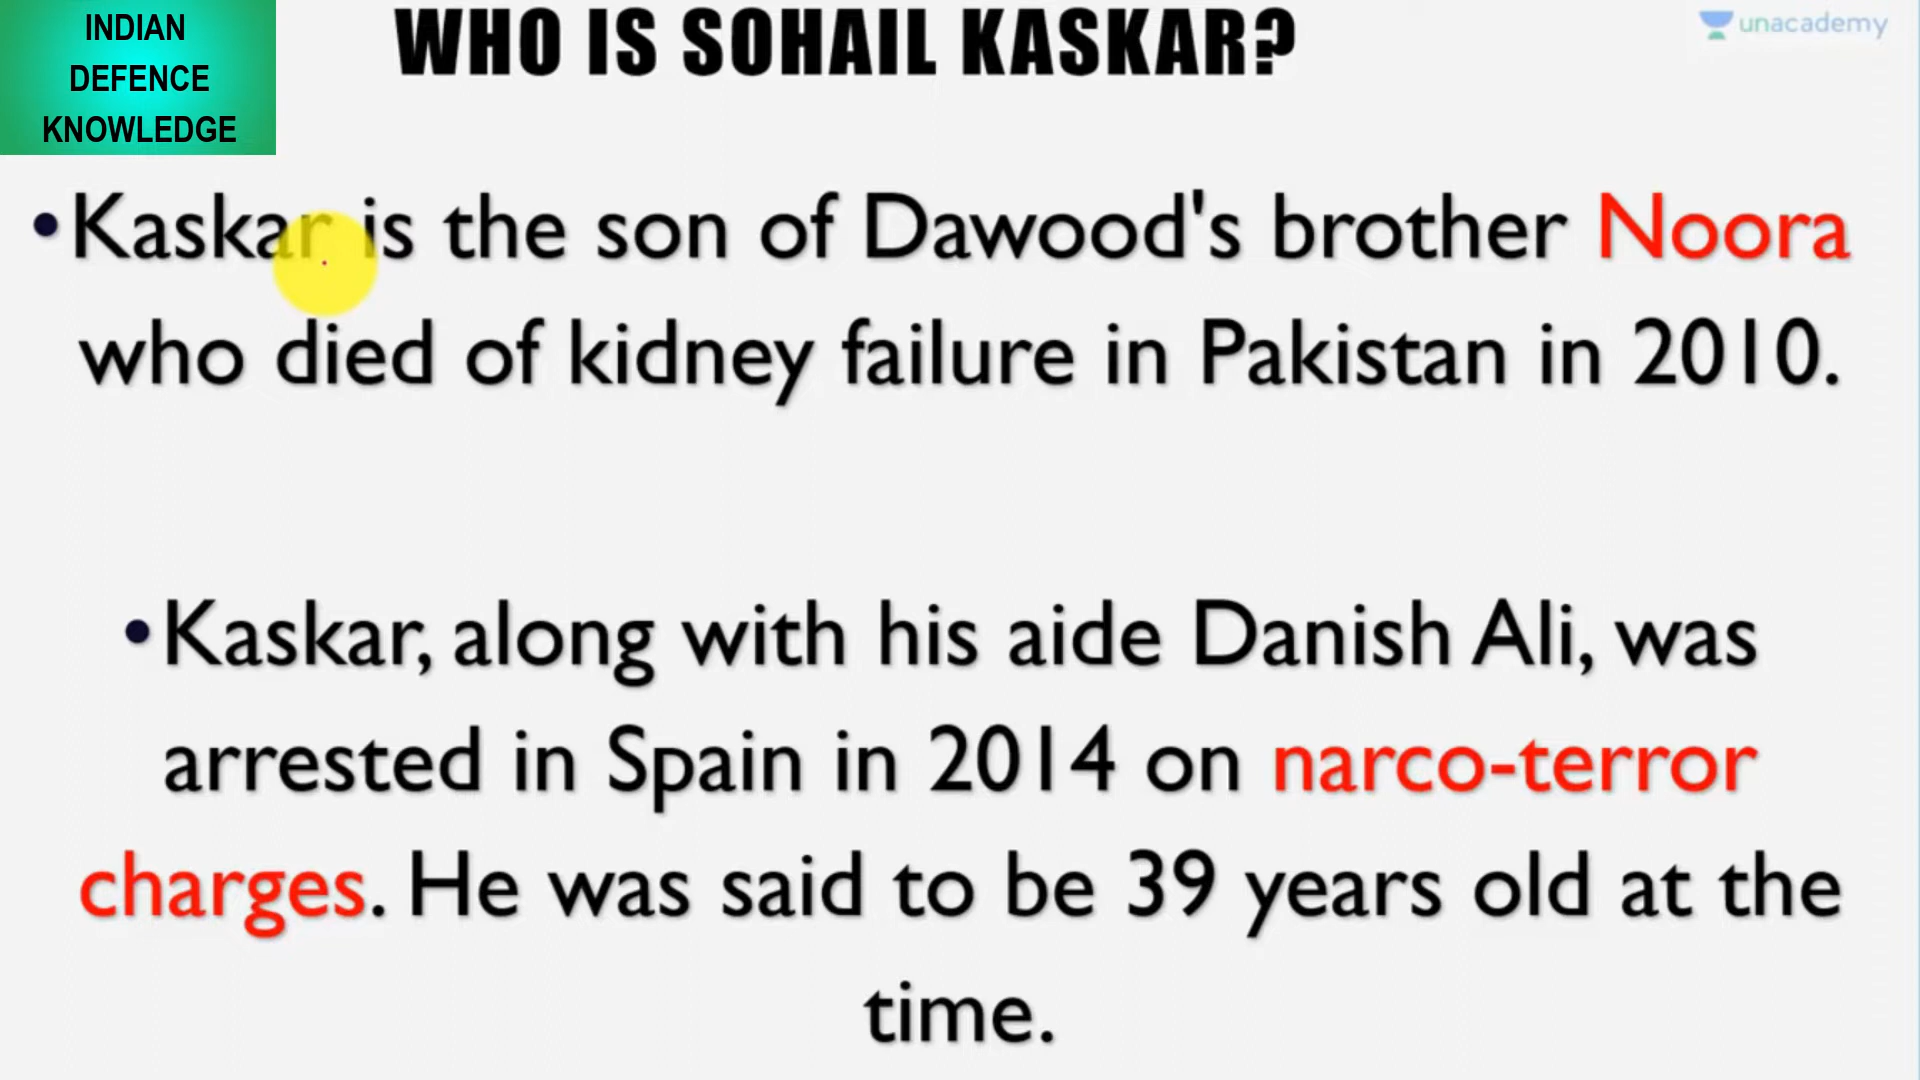 INDIAN
DEFENCE
KNOWLEDGE
WHO IS SOHAIL KASKAR?
unacademy
•Kaskar is the son of Dawood's brother Noora
who died of kidney failure in Pakistan in 2010.
•Kaskar, along with his aide Danish Ali, was
arrested in Spain in 2014 on narco-terror
charges. He was said to be 39 years old at the
time.